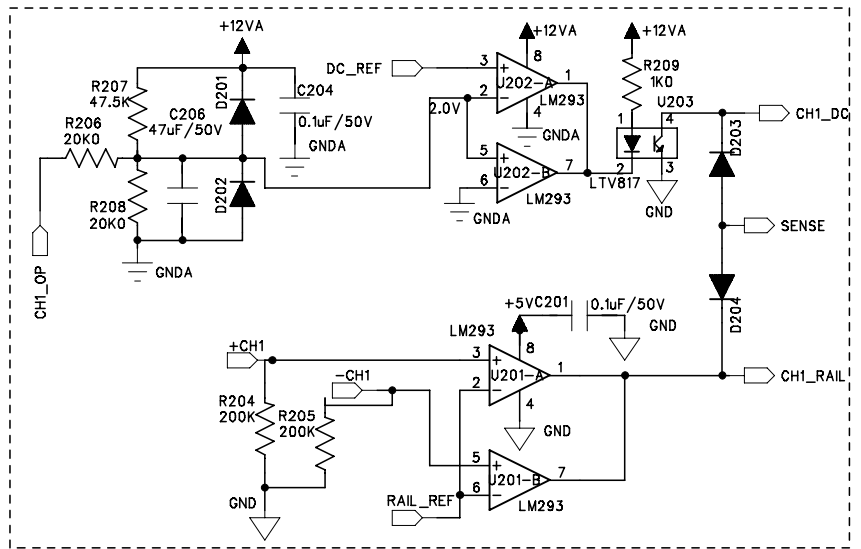 +12VA
+12VA
+12VA
DC_REF
3
8
R209
1K0
R207
47.5K
D201
C204
U202-A
1
2
LM293
U203
C206
47uF/50V
2.0V
4
1
4
CH1_DC
R206
20K0
0.1uF/50V
GNDA
GNDA
D203
5
7
U202-B
2
3
6
LTV817
D202
LM293
GND
R208
20K0
GNDA
SENSE
GNDA
CH1_OP
D204
+5V
C201
0.1uF/50V
LM293
GND
+CH1
3
8
1
-CH1
U201-A
CH1_RAIL
2
R204
200K
R205
200K
4
GND
5
7
U201-B
GND
RAIL_REF
6
LM293